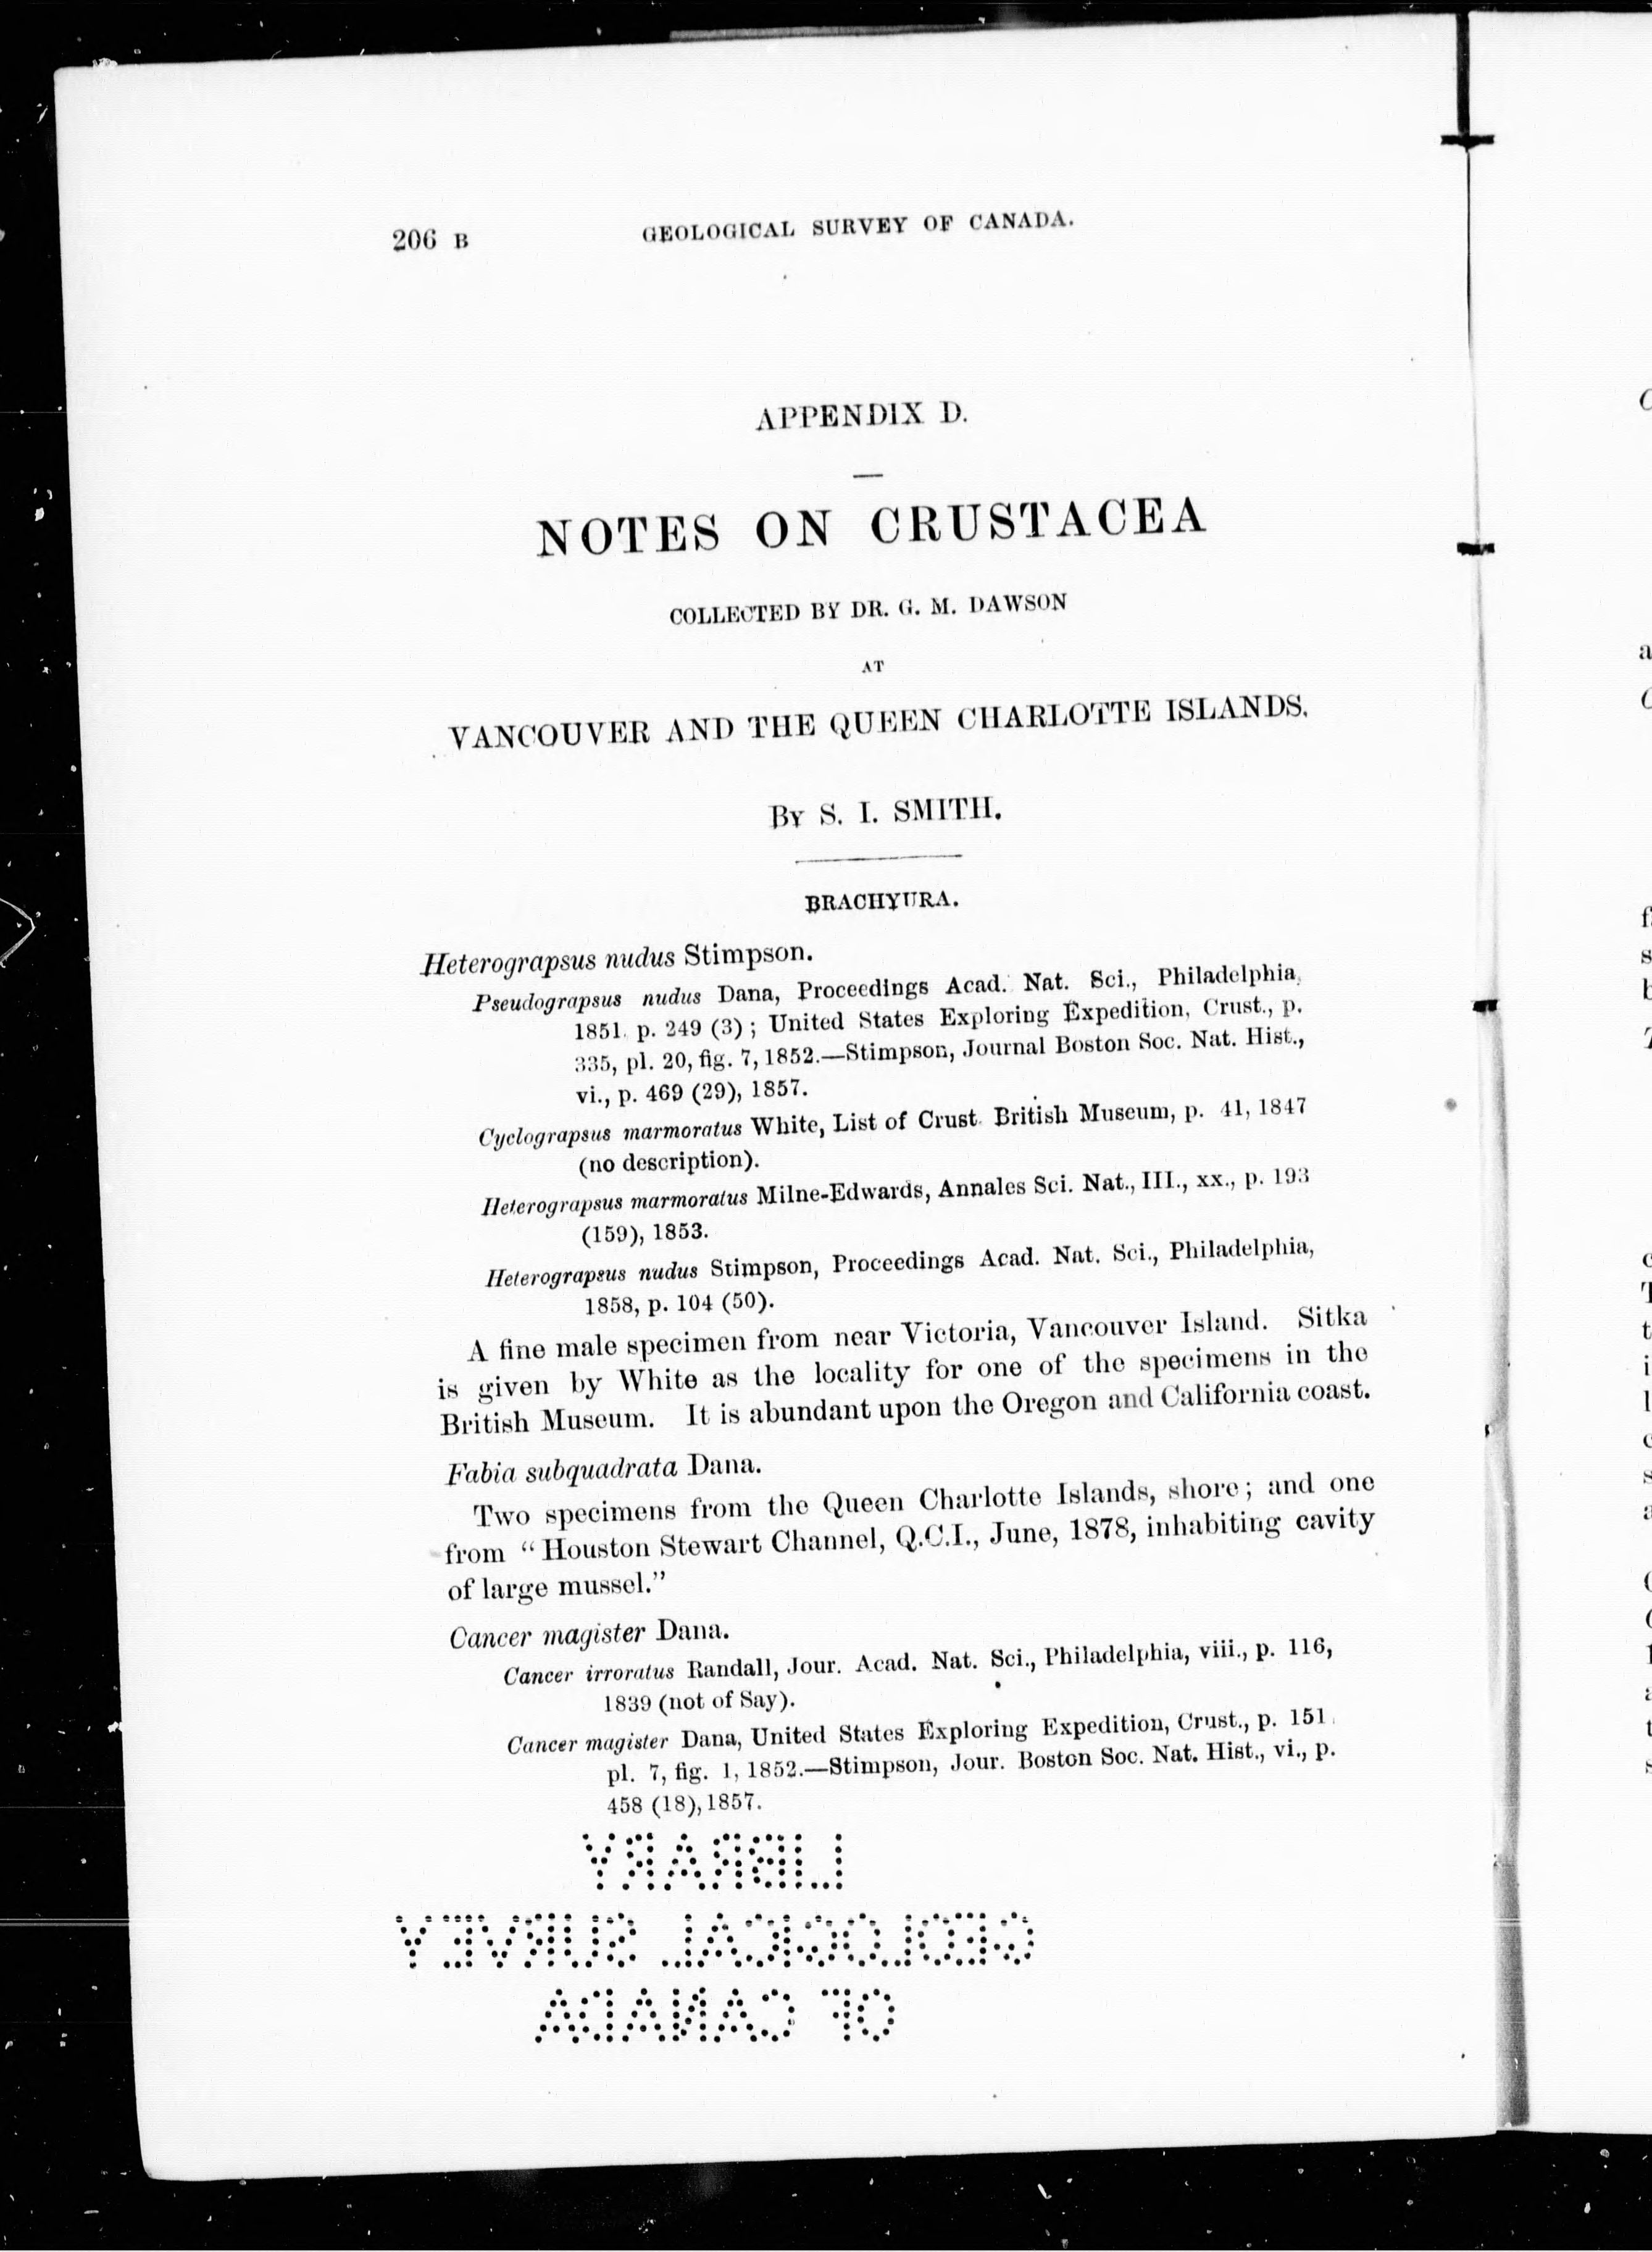 206 B
GEOLOGICAL SURVEY OF CANADA.
APPENDIX D.
NOTES ON CRUSTACEA
COLLECTED BY DR. G. M. DAWSON
AT
VANCOUVER AND THE QUEEN CHARLOTTE ISLANDS.
By S. I. SMITH.
BRACHYURA.
Heterograpsus nudus Stimpson.
Pseudograpsus nudus Dana, Proceedings Acad. Nat. Sci., Philadelphia,
1851. p. 249 (3) ; United States Exploring Expedition, Crust., p.
335, pl. 20, fig. 7, 1852.—Stimpson, Journal Boston Soc. Nat. Hist.,
vi., p. 469 (29), 1857.
Cyclograpsus marmoratus White, List of Crust. British Museum, p. 41, 1847
(no description).
Heterograpsus marmoratus Milne-Edwards, Annales Sci. Nat., III., xx., p. 193
(159), 1853.
Heterograpsus nudus Stimpson, Proceedings Acad. Nat. Sci., Philadelphia,
1858, p. 104 (50).
A fine male specimen from near Victoria, Vancouver Island. Sitka
is given by White as the locality for one of the specimens in the
British Museum. It is abundant upon the Oregon and California coast.
Fabia subquadrata Dana.
Two specimens from the Queen Charlotte Islands, shore; and one
from "Houston Stewart Channel, Q.C.I., June, 1878, inhabiting cavity
of large mussel."
Cancer magister Dana.
Cancer irroratus Randall, Jour. Acad. Nat. Sci., Philadelphia, viii., p. 116,
1839 (not of Say).
Cancer magister Dana, United States Exploring Expedition, Crust., p. 151.
pl. 7, fig. 1, 1852.—Stimpson, Jour. Boston Soc. Nat. Hist., vi., p.
458 (18), 1857.
LIBRARY
GEOLOGICAL SURVEY
OF CANADA